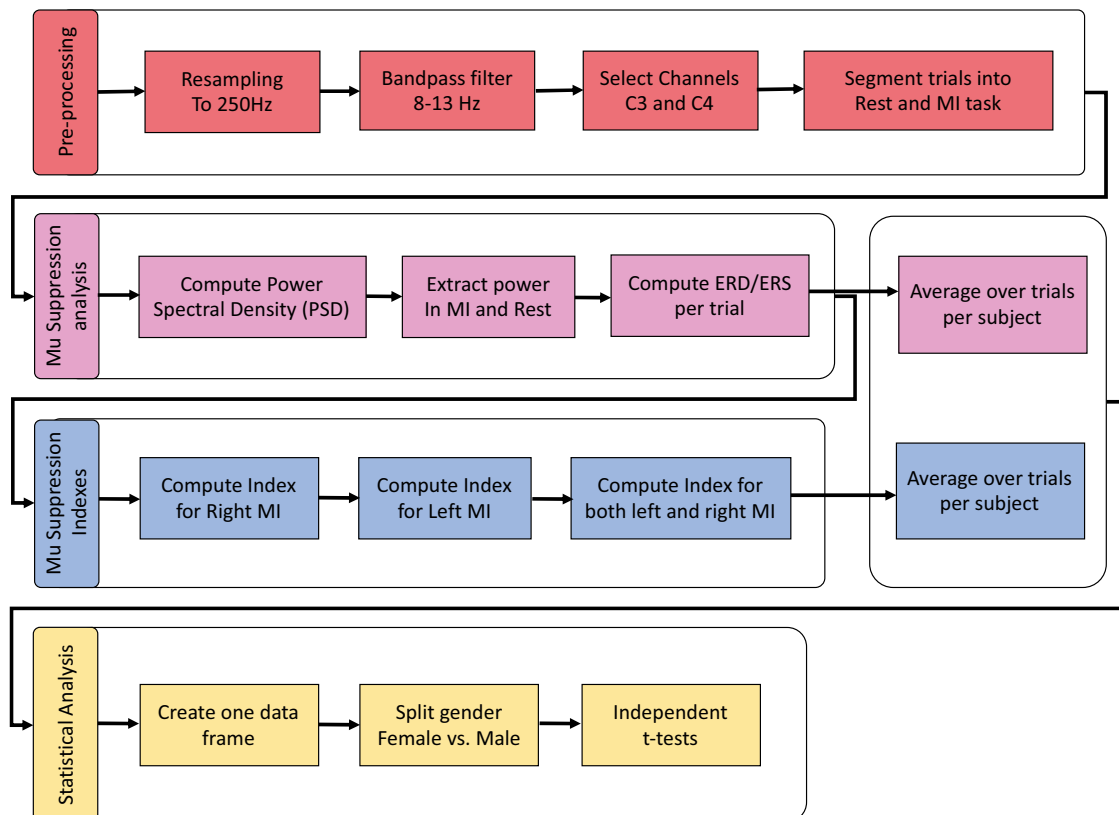 Pre-processing
Resampling
To 250Hz
Bandpass filter
8-13 Hz
Select Channels
C3 and C4
Segment trials into
Rest and MI task
Mu Suppression
analysis
Compute Power
Spectral Density (PSD)
Extract power
In MI and Rest
Compute ERD/ERS
per trial
Average over trials
per subject
Mu Suppression
Indexes
Compute Index
for Right MI
Compute Index
for Left MI
Compute Index for
both left and right MI
Average over trials
per subject
Statistical Analysis
Create one data
frame
Split gender
Female vs. Male
Independent
t-tests